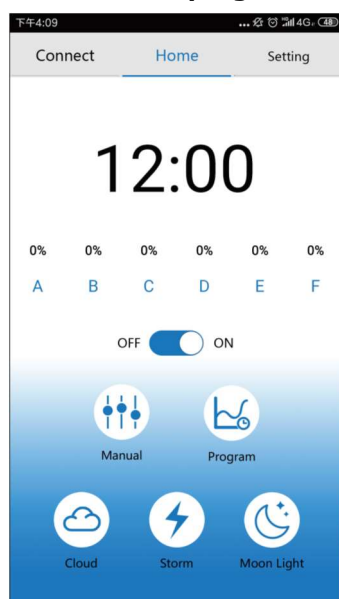 下午4:09 ... 4G 48
Connect Home Setting
12:00
0% 0% 0% 0% 0% 0%
A B C D E F
OFF ON
Manual Program
Cloud Storm Moon Light